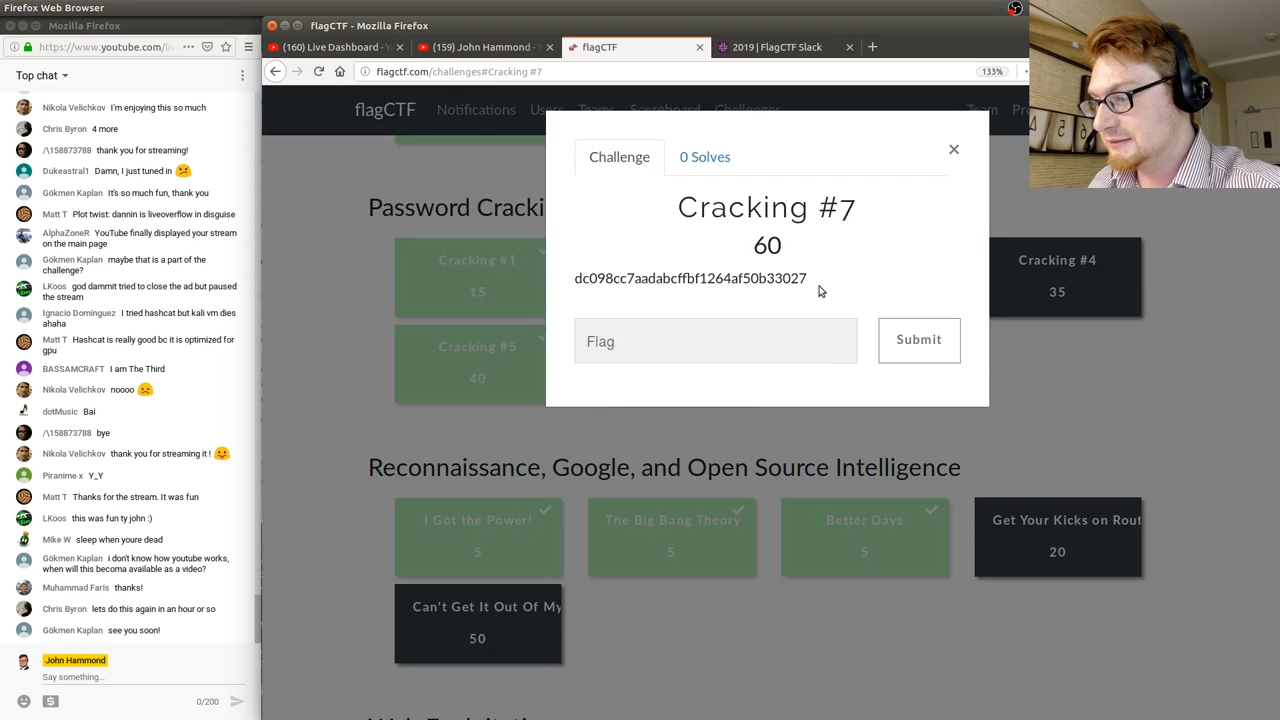 Firefox Web Browser
Mozilla Firefox
https://www.youtube.com/li
Top chat
Nikola Velichkov I'm enjoying this so much
Chris Byron 4 more
/\158873788 thank you for streaming!
Dukeastral1 Damn, I just tuned in
Gökmen Kaplan It's so much fun, thank you
Matt T Plot twist: dannin is liveoverflow in disguise
AlphaZoneR YouTube finally displayed your stream
on the main page
Gökmen Kaplan maybe that is a part of the
challenge?
LKoos god dammit tried to close the ad but paused
the stream
Ignacio Dominguez I tried hashcat but kali vm dies
ahaha
Matt T Hashcat is really good bc it is optimized for
gpu
BASSAMCRAFT I am The Third
Nikola Velichkov noooo
dotMusic Bai
/\158873788 bye
Nikola Velichkov thank you for streaming it !
Piranime x Y_Y
Matt T Thanks for the stream. It was fun
LKoos this was fun ty john :)
Mike W sleep when youre dead
Gökmen Kaplan i don't know how youtube works,
when will this becoma available as a video?
Muhammad Faris thanks!
Chris Byron lets do this again in an hour or so
Gökmen Kaplan see you soon!
John Hammond
Say something...
0/200
flagCTF - Mozilla Firefox
(160) Live Dashboard - Y
(159) John Hammond - Y
flagCTF
2019 | FlagCTF Slack
flagctf.com/challenges#Cracking #7
133%
flagCTF Notifications Users Teams Scoreboard Challenges Team Pro
Challenge
0 Solves
×
Cracking #7
60
dc098cc7aadabcffbf1264af50b33027
Flag
Submit
Password Cracki
Cracking #1
15
Cracking #4
35
Cracking #5
40
Reconnaissance, Google, and Open Source Intelligence
I Got the Power!
5
The Big Bang Theory
5
Better Days
5
Get Your Kicks on Rout
20
Can't Get It Out Of My
50